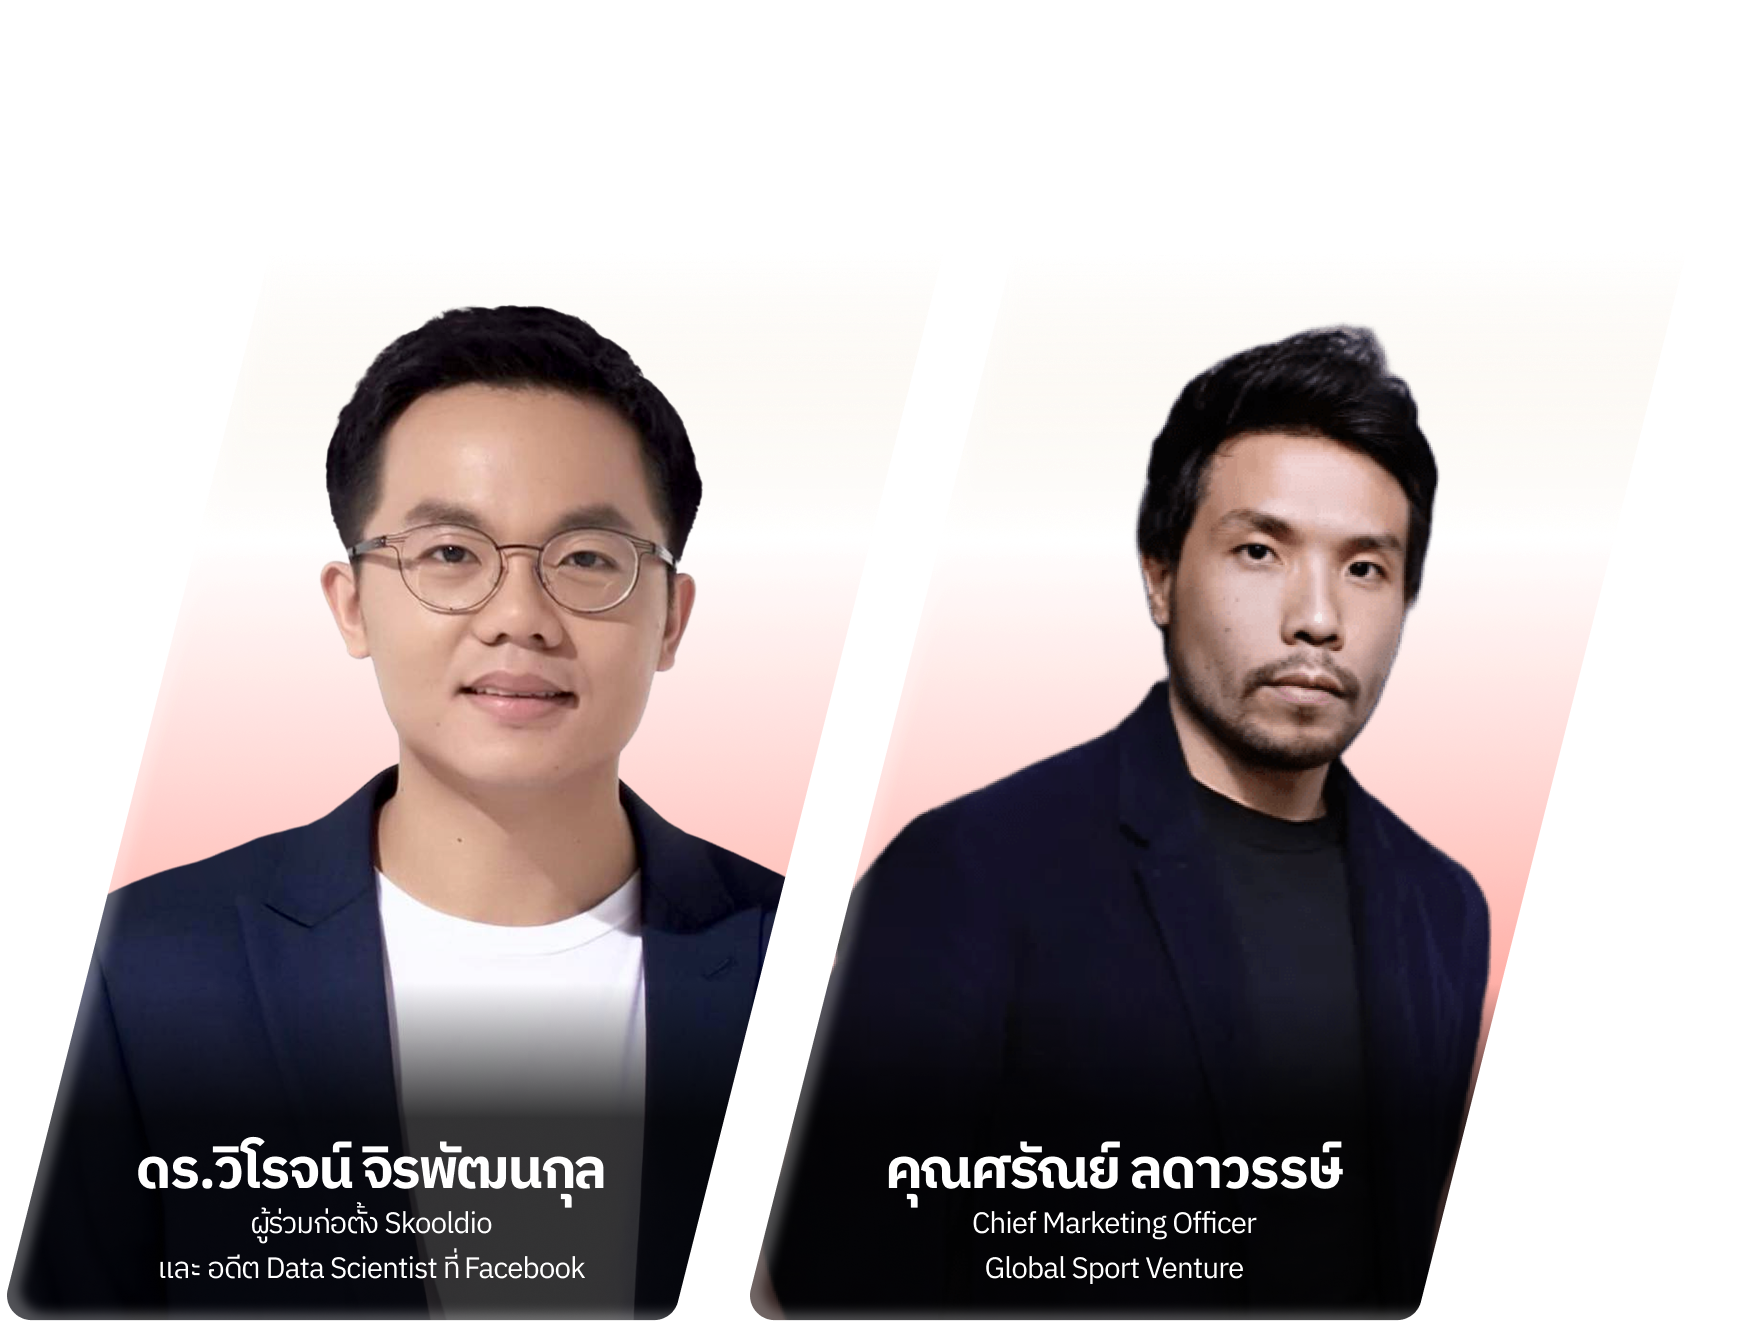 ดร.วิโรจน์ จิรพัฒนกุล
ผู้ร่วมก่อตั้ง Skooldio
และ อดีต Data Scientist ที่ Facebook
คุณศรัณย์ ลดาวรรษ์
Chief Marketing Officer
Global Sport Venture